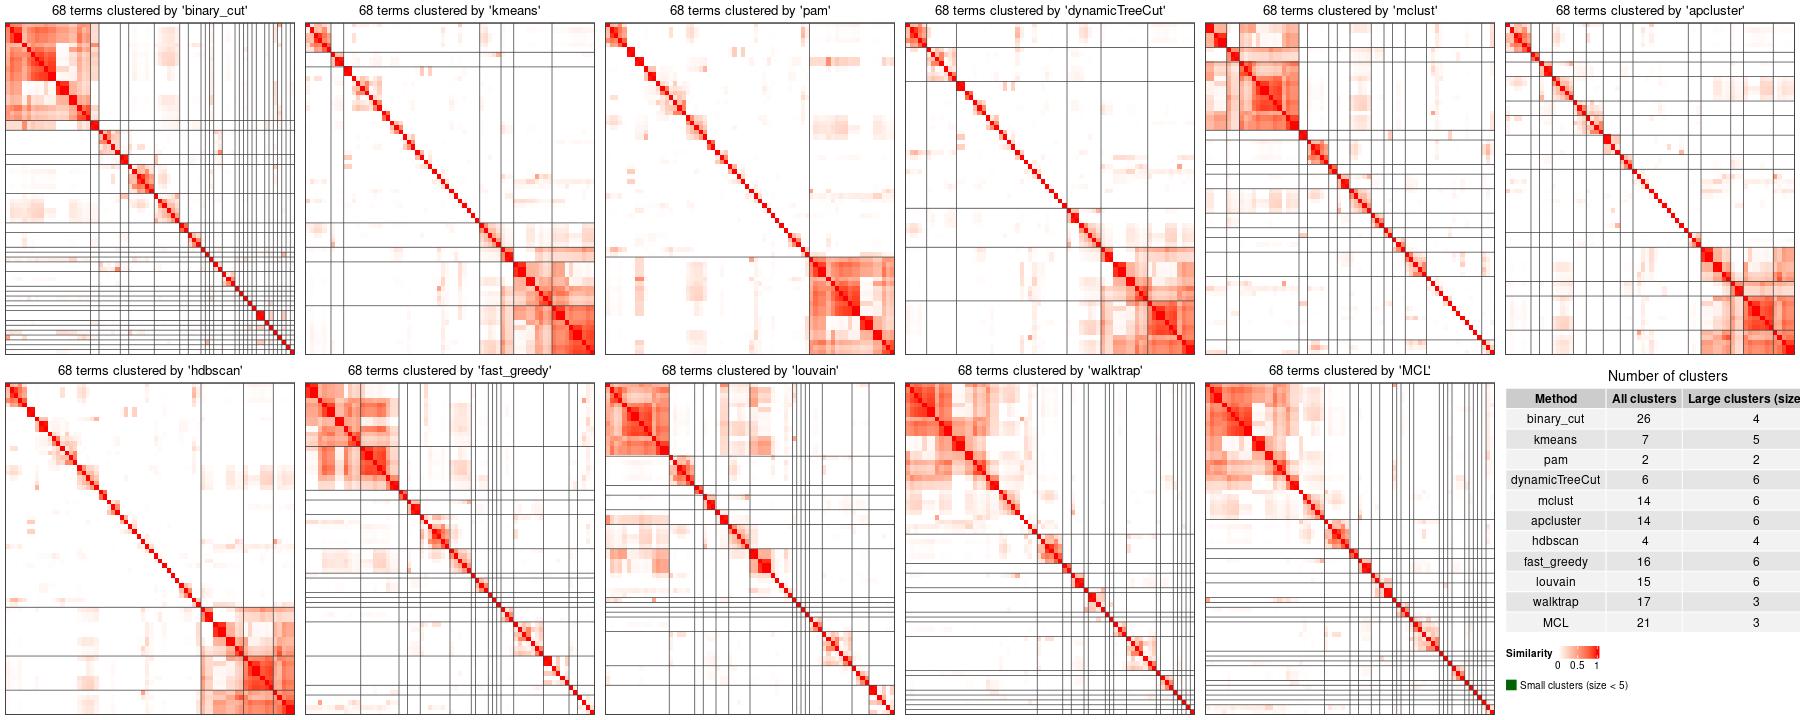 68 terms clustered by 'binary_cut'
68 terms clustered by 'kmeans'
68 terms clustered by 'pam'
68 terms clustered by 'dynamicTreeCut'
68 terms clustered by 'mclust'
68 terms clustered by 'apcluster'
68 terms clustered by 'hdbscan'
68 terms clustered by 'fast_greedy'
68 terms clustered by 'louvain'
68 terms clustered by 'walktrap'
68 terms clustered by 'MCL'
Number of clusters
Method All clusters Large clusters (size
binary_cut 26 4
kmeans 7 5
pam 2 2
dynamicTreeCut 6 6
mclust 14 6
apcluster 14 6
hdbscan 4 4
fast_greedy 16 6
louvain 15 6
walktrap 17 3
MCL 21 3
Similarity
0 0.5 1
Small clusters (size < 5)